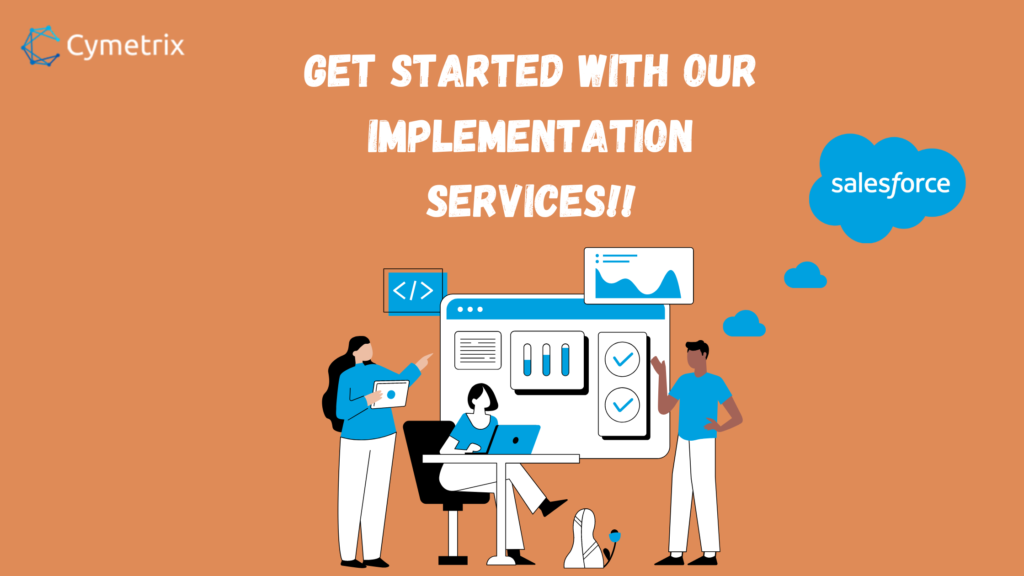 Cymetrix
GET STARTED WITH OUR
IMPLEMENTATION
SERVICES!!
salesforce
</>